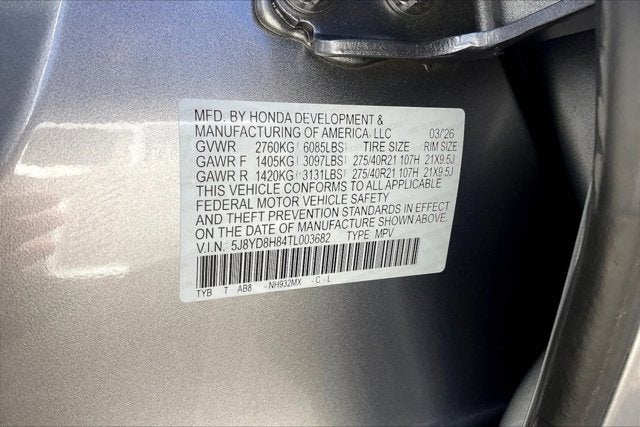 MFD. BY HONDA DEVELOPMENT &
MANUFACTURING OF AMERICA, LLC 03/26
GVWR 2760KG (6085LBS) TIRE SIZE RIM SIZE
GAWR F 1405KG (3097LBS) 275/40R21 107H 21X9.5J
GAWR R 1420KG (3131LBS) 275/40R21 107H 21X9.5J
THIS VEHICLE CONFORMS TO ALL APPLICABLE
FEDERAL MOTOR VEHICLE SAFETY
AND THEFT PREVENTION STANDARDS IN EFFECT
ON THE DATE OF MANUFACTURE SHOWN ABOVE.
V.I.N: 5J8YD8H84TL003682 TYPE: MPV
TYB T AB8 -NH932MX -C-L